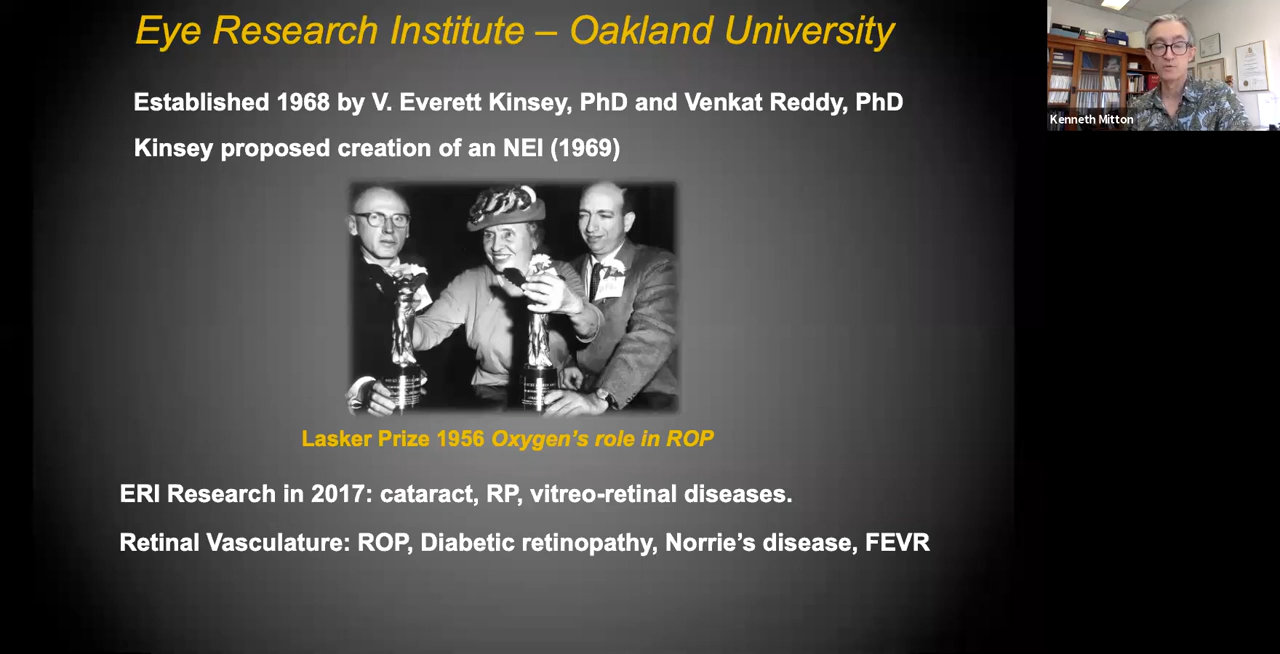 Eye Research Institute – Oakland University
Established 1968 by V. Everett Kinsey, PhD and Venkat Reddy, PhD
Kinsey proposed creation of an NEI (1969)
Kenneth Mitton
Lasker Prize 1956 Oxygen’s role in ROP
ERI Research in 2017: cataract, RP, vitreo-retinal diseases.
Retinal Vasculature: ROP, Diabetic retinopathy, Norrie’s disease, FEVR